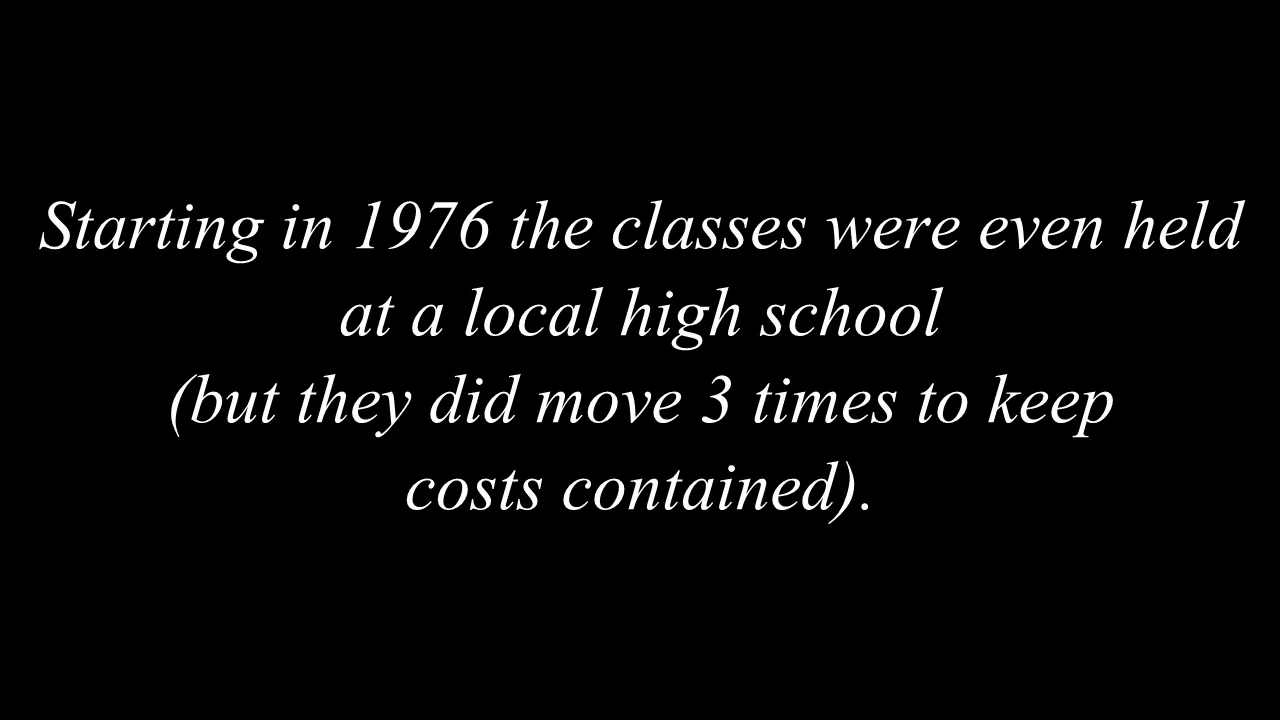 Starting in 1976 the classes were even held
at a local high school
(but they did move 3 times to keep
costs contained).